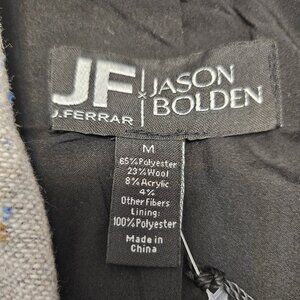 JF × JASON
J.FERRAR BOLDEN
M
65% Polyester
23% Wool
8% Acrylic
4%
Other Fibers
Lining:
100% Polyester
Made in
China